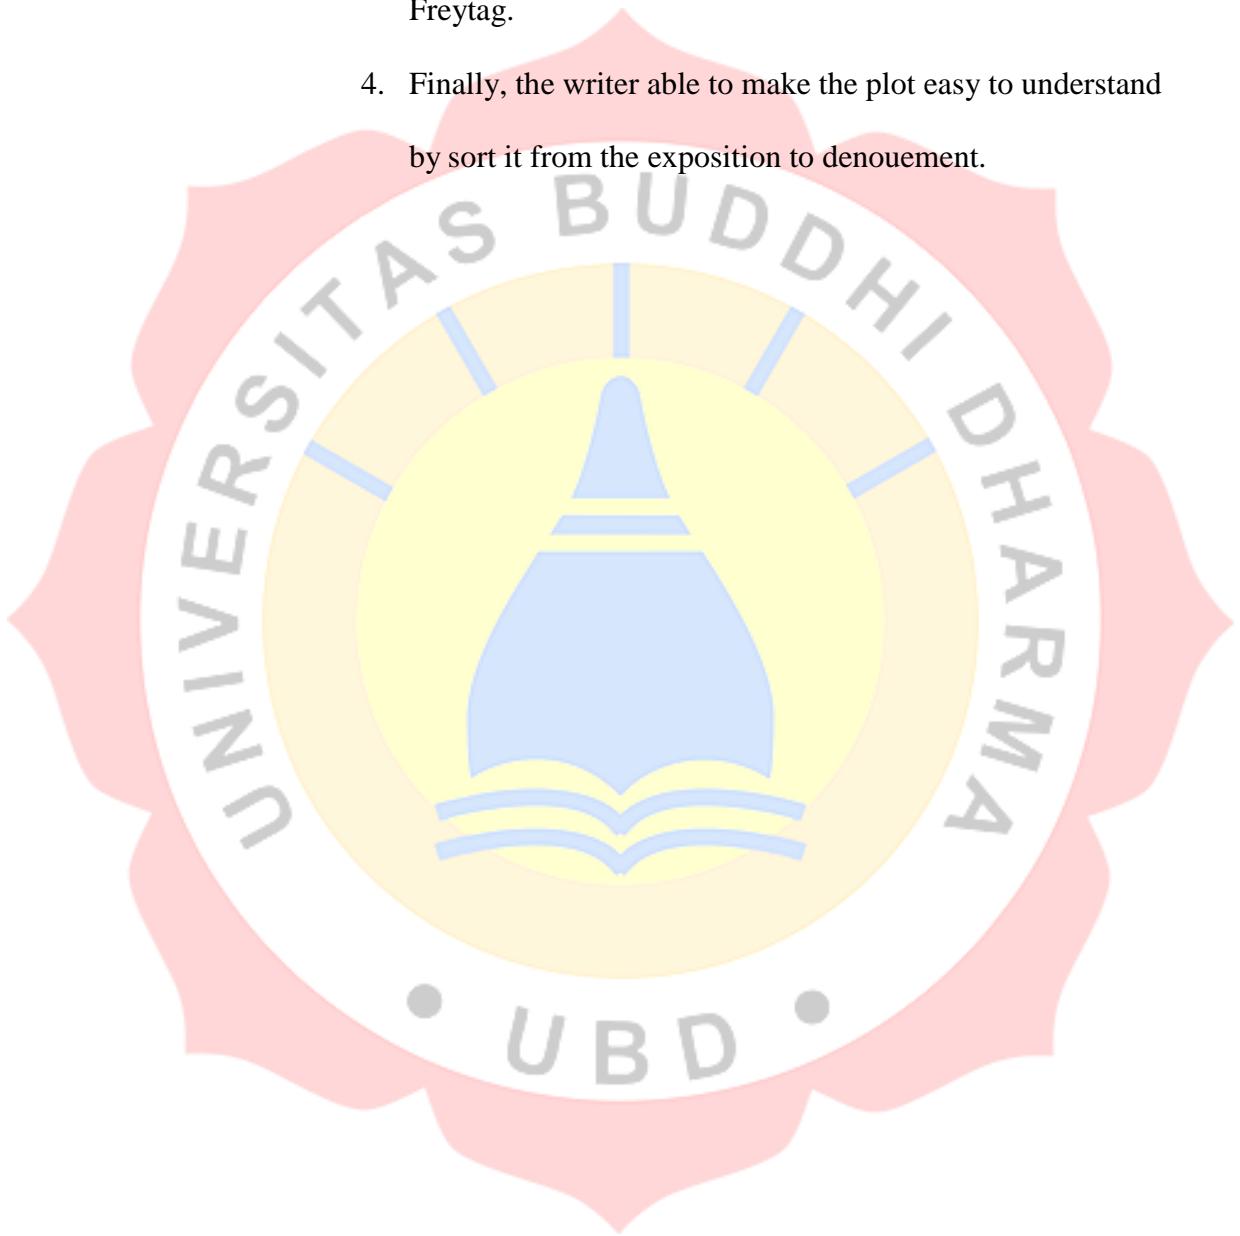 Freytag.
4. Finally, the writer able to make the plot easy to understand
by sort it from the exposition to denouement.
UNIVERSITAS BUDDHI DHARMA
• UBD •